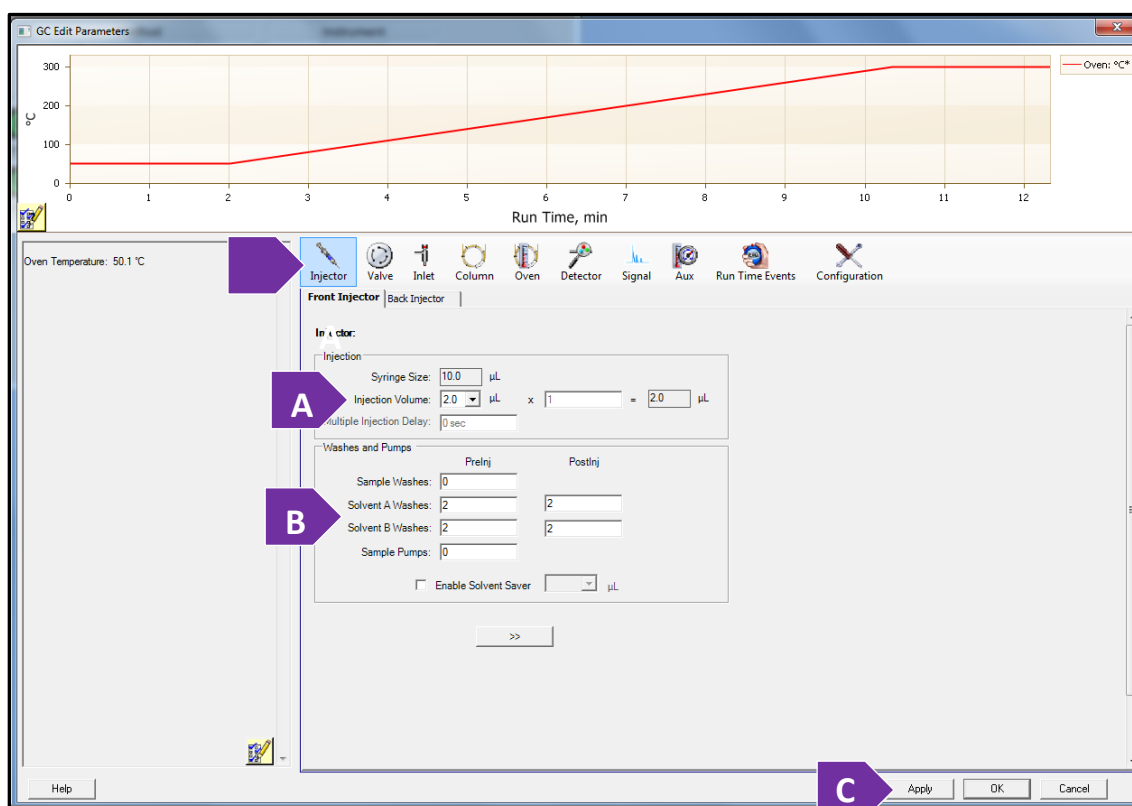 GC Edit Parameters
300
200
100
0
°C
0 1 2 3 4 5 6 7 8 9 10 11 12
Run Time, min
Oven: °C*
Oven Temperature: 50.1 °C
Injector Valve Inlet Column Oven Detector Signal Aux Run Time Events Configuration
Front Injector Back Injector
A
Injection
Syringe Size: 10.0 µL
A
Injection Volume: 2.0 µL x 1 = 2.0 µL
Multiple Injection Delay: 0 sec
Washes and Pumps
PreInj PostInj
Sample Washes: 0
B
Solvent A Washes: 2 2
Solvent B Washes: 2 2
Sample Pumps: 0
Enable Solvent Saver µL
>>
Help
C
Apply OK Cancel